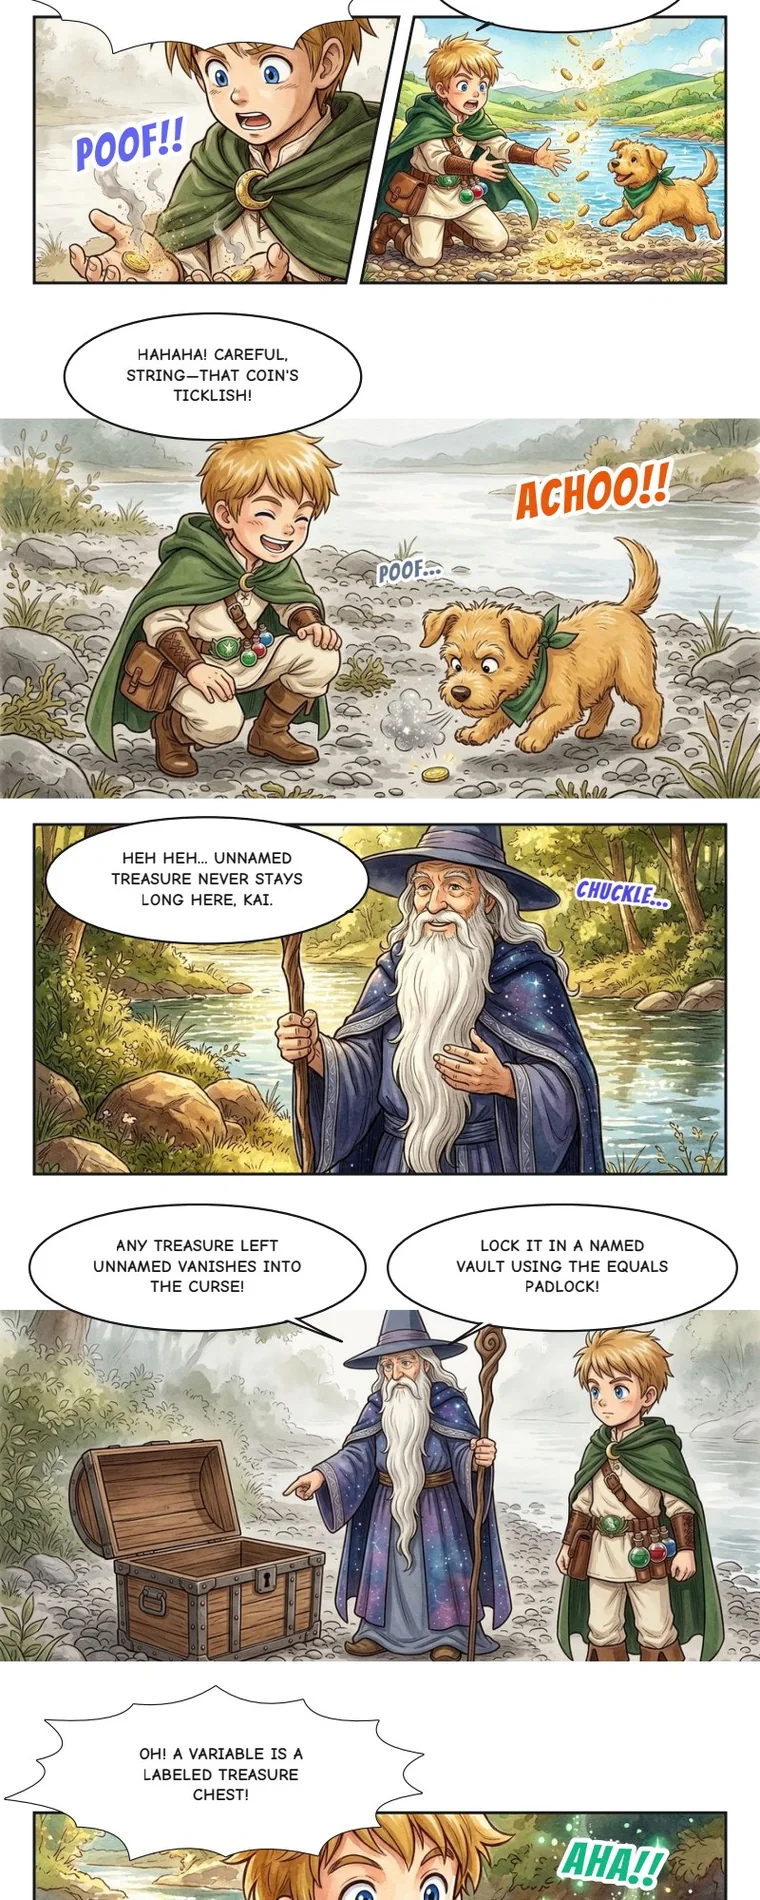 POOF!!
HAHAHA! CAREFUL,
STRING—THAT COIN'S
TICKLISH!
ACHOO!!
POOF...
HEH HEH... UNNAMED
TREASURE NEVER STAYS
LONG HERE, KAI.
CHUCKLE...
ANY TREASURE LEFT
UNNAMED VANISHES INTO
THE CURSE!
LOCK IT IN A NAMED
VAULT USING THE EQUALS
PADLOCK!
OH! A VARIABLE IS A
LABELED TREASURE
CHEST!
AHA!!